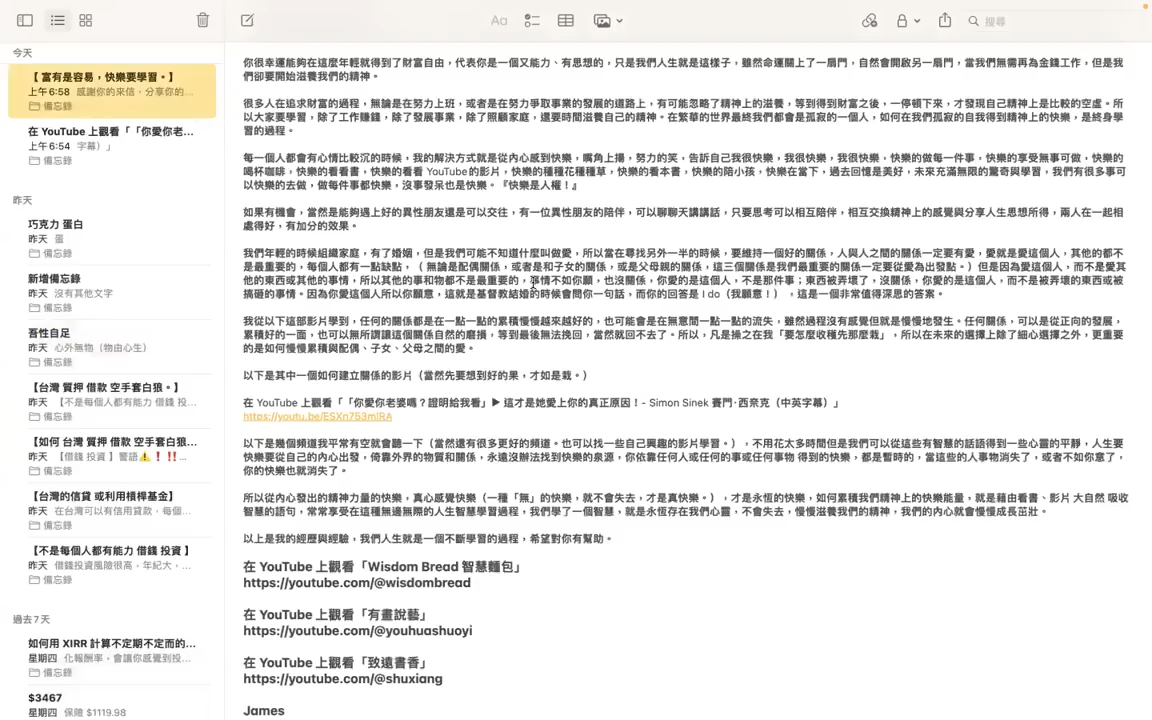 搜尋
今天
【 富有是容易，快樂要學習。】
上午6:58 感謝你的來信，分享你的...
備忘錄
在 YouTube 上觀看「「你愛你老...
上午6:54 字幕）」
備忘錄
昨天
巧克力 蛋白
昨天 蛋
備忘錄
新增備忘錄
昨天 沒有其他文字
備忘錄
吾性自足
昨天 心外無物（物由心生）
備忘錄
【台灣 質押 借款 空手套白狼。】
昨天 【不是每個人都有能力 借錢 投...
備忘錄
【如何 台灣 質押 借款 空手套白狼...
昨天 【借錢 投資 】警語⚠️❗️‼️...
備忘錄
【台灣的信貸 或利用槓桿基金】
昨天 在台灣可以有信用貸款，每個...
備忘錄
【不是每個人都有能力 借錢 投資 】
昨天 借錢投資風險很高，年紀大，...
備忘錄
過去7天
如何用 XIRR 計算不定期不定而的...
星期四 化報酬率，會讓你感覺到投...
備忘錄
$3467
星期四 保險 $1119.98
你很幸運能夠在這麼年輕就得到了財富自由，代表你是一個又能力、有思想的，只是我們人生就是這樣子，雖然命運關上了一扇門，自然會開啟另一扇門，當我們無需再為金錢工作，但是我
們卻要開始滋養我們的精神。
很多人在追求財富的過程，無論是在努力上班，或者是在努力爭取事業的發展的道路上，有可能忽略了精神上的滋養，等到得到財富之後，一停頓下來，才發現自己精神上是比較的空虛。所
以大家要學習，除了工作賺錢，除了發展事業，除了照顧家庭，還要時間滋養自己的精神。在繁華的世界最終我們都會是孤寂的一個人，如何在我們孤寂的自我得到精神上的快樂，是終身學
習的過程。
每一個人都會有心情比較沉的時候，我的解決方式就是從內心感到快樂，嘴角上揚，努力的笑，告訴自己我很快樂，我很快樂，我很快樂，快樂的做每一件事，快樂的享受無事可做，快樂的
喝杯咖啡，快樂的看看書，快樂的看看 YouTube的影片，快樂的種種花種種草，快樂的看本書，快樂的陪小孩，快樂在當下，過去回憶是美好，未來充滿無限的驚奇與學習，我們有很多事可
以快樂的去做，做每件事都快樂，沒事發呆也是快樂。『快樂是人權！』
如果有機會，當然是能夠遇上好的異性朋友還是可以交往，有一位異性朋友的陪伴，可以聊聊天講講話，只要思考可以相互陪伴，相互交換精神上的感覺與分享人生思想所得，兩人在一起相
處得好，有加分的效果。
我們年輕的時候組織家庭，有了婚姻，但是我們可能不知道什麼叫做愛，所以當在尋找另外一半的時候，要維持一個好的關係，人與人之間的關係一定要有愛，愛就是愛這個人，其他的都不
是最重要的，每個人都有一點缺點，（ 無論是配偶關係，或者是和子女的關係，或是父母親的關係，這三個關係是我們最重要的關係一定要從愛為出發點。）但是因為愛這個人，而不是愛其
他的東西或其他的事情，所以其他的事和物都不是最重要的，事情不如你願，也沒關係，你愛的是這個人，不是那件事；東西被弄壞了，沒關係，你愛的是這個人，而不是被弄壞的東西或被
搞砸的事情。因為你愛這個人所以你願意，這就是基督教結婚的時候會問你一句話，而你的回答是 I do（我願意！），這是一個非常值得深思的答案。
我從以下這部影片學到，任何的關係都是在一點一點的累積慢慢越來越好的，也可能會是在無意間一點一點的流失，雖然過程沒有感覺但就是慢慢地發生。任何關係，可以是從正向的發展，
累積好的一面，也可以無所謂讓這個關係自然的磨損，等到最後無法挽回，當然就回不去了。所以，凡是操之在我「要怎麼收穫先那麼栽」，所以在未來的選擇上除了細心選擇之外，更重要
的是如何慢慢累積與配偶、子女、父母之間的愛。
以下是其中一個如何建立關係的影片（當然先要想到好的果，才如是栽。）
在 YouTube 上觀看「「你愛你老婆嗎？證明給我看」▶ 這才是她愛上你的真正原因！- Simon Sinek 賽門·西奈克（中英字幕）」
https://youtu.be/ESXn753mIRA
以下是幾個頻道我平常有空就會聽一下（當然還有很多更好的頻道。也可以找一些自己興趣的影片學習。），不用花太多時間但是我們可以從這些有智慧的話語得到一些心靈的平靜，人生要
快樂要從自己的內心出發，倚靠外界的物質和關係，永遠沒辦法找到快樂的泉源，你依靠任何人或任何的事或任何事物 得到的快樂，都是暫時的，當這些的人事物消失了，或者不如你意了，
你的快樂也就消失了。
所以從內心發出的精神力量的快樂，真心感覺快樂（一種「無」的快樂，就不會失去，才是真快樂。），才是永恆的快樂，如何累積我們精神上的快樂能量，就是藉由看書、影片 大自然 吸收
智慧的語句，常常享受在這種無邊無際的人生智慧學習過程，我們學了一個智慧，就是永恆存在我們心靈，不會失去，慢慢滋養我們的精神，我們的內心就會慢慢成長茁壯。
以上是我的經歷與經驗，我們人生就是一個不斷學習的過程，希望對你有幫助。
在 YouTube 上觀看「Wisdom Bread 智慧麵包」
https://youtube.com/@wisdombread
在 YouTube 上觀看「有畫說藝」
https://youtube.com/@youhuashuoyi
在 YouTube 上觀看「致遠書香」
https://youtube.com/@shuxiang
James